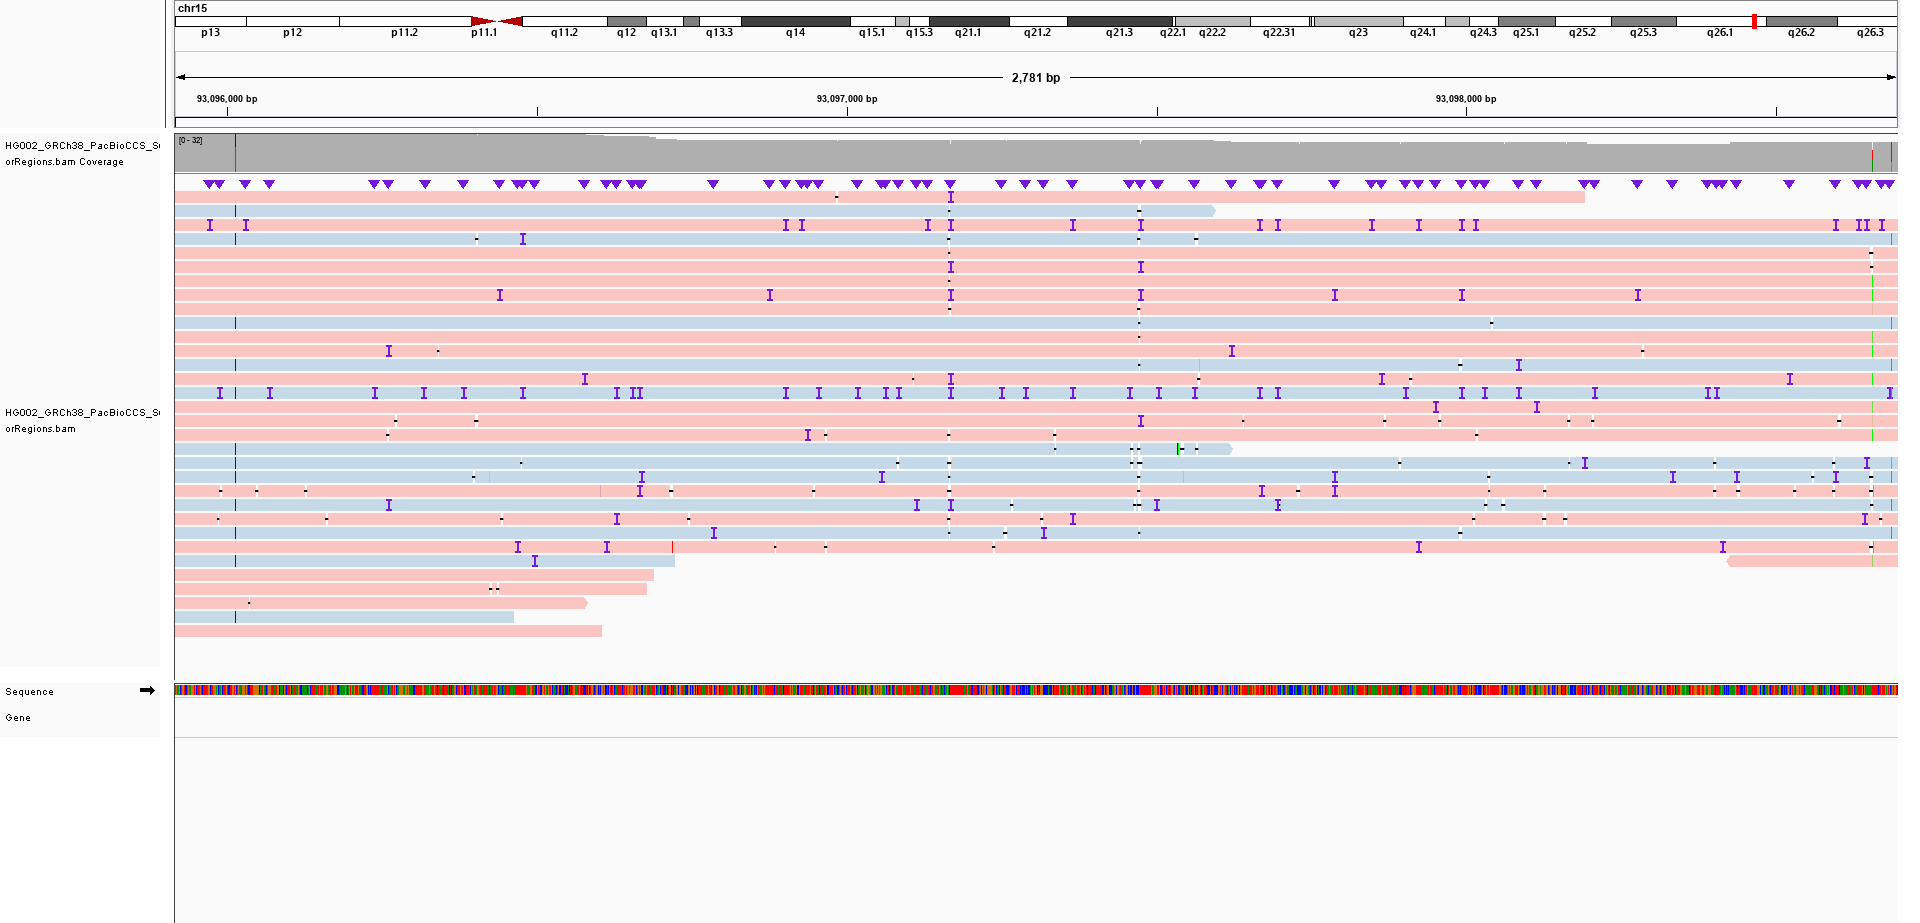 chr15
p13 p12 p11.2 p11.1 q11.2 q12 q13.1 q13.3 q14 q15.1 q15.3 q21.1 q21.2 q21.3 q22.1 q22.2 q22.31 q23 q24.1 q24.3 q25.1 q25.2 q25.3 q26.1 q26.2 q26.3
2,781 bp
93,096,000 bp 93,097,000 bp 93,098,000 bp
[0 - 32]
HG002_GRCh38_PacBioCCS_S
orRegions.bam Coverage
HG002_GRCh38_PacBioCCS_S
orRegions.bam
Sequence
Gene